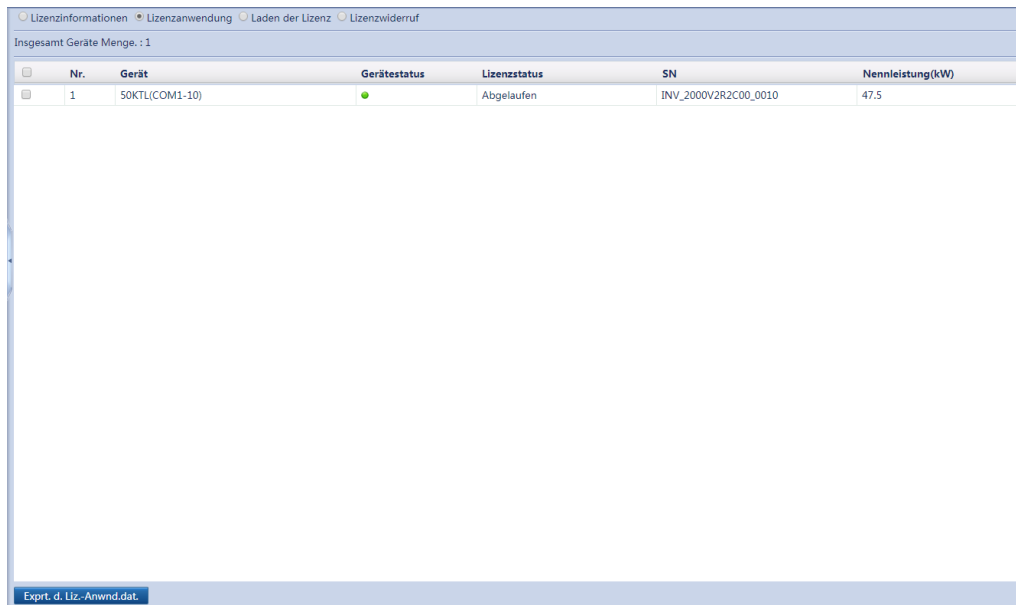 Lizenzinformationen Lizenzanwendung Laden der Lizenz Lizenzwiderruf
Insgesamt Geräte Menge. : 1
Nr. Gerät Gerätestatus Lizenzstatus SN Nennleistung(kW)
1 50KTL(COM1-10) Abgelaufen INV_2000V2R2C00_0010 47.5
Exprt. d. Liz.-Anwnd.dat.